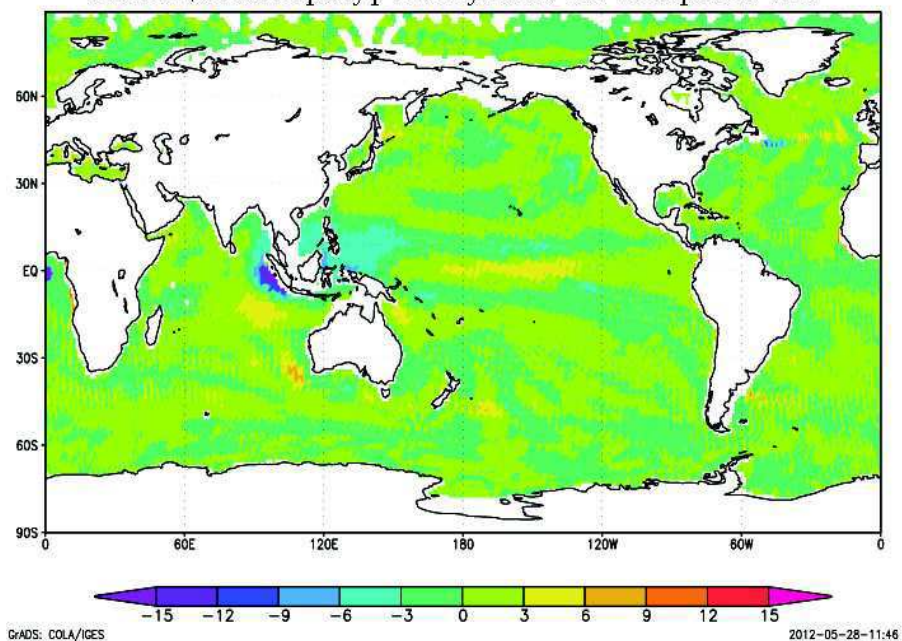 60N
30N
EQ
30S
60S
90S
0 60E 120E 180 120W 60W 0
−15 −12 −9 −6 −3 0 3 6 9 12 15
GrADS: COLA/IGES 2012-05-28-11:46